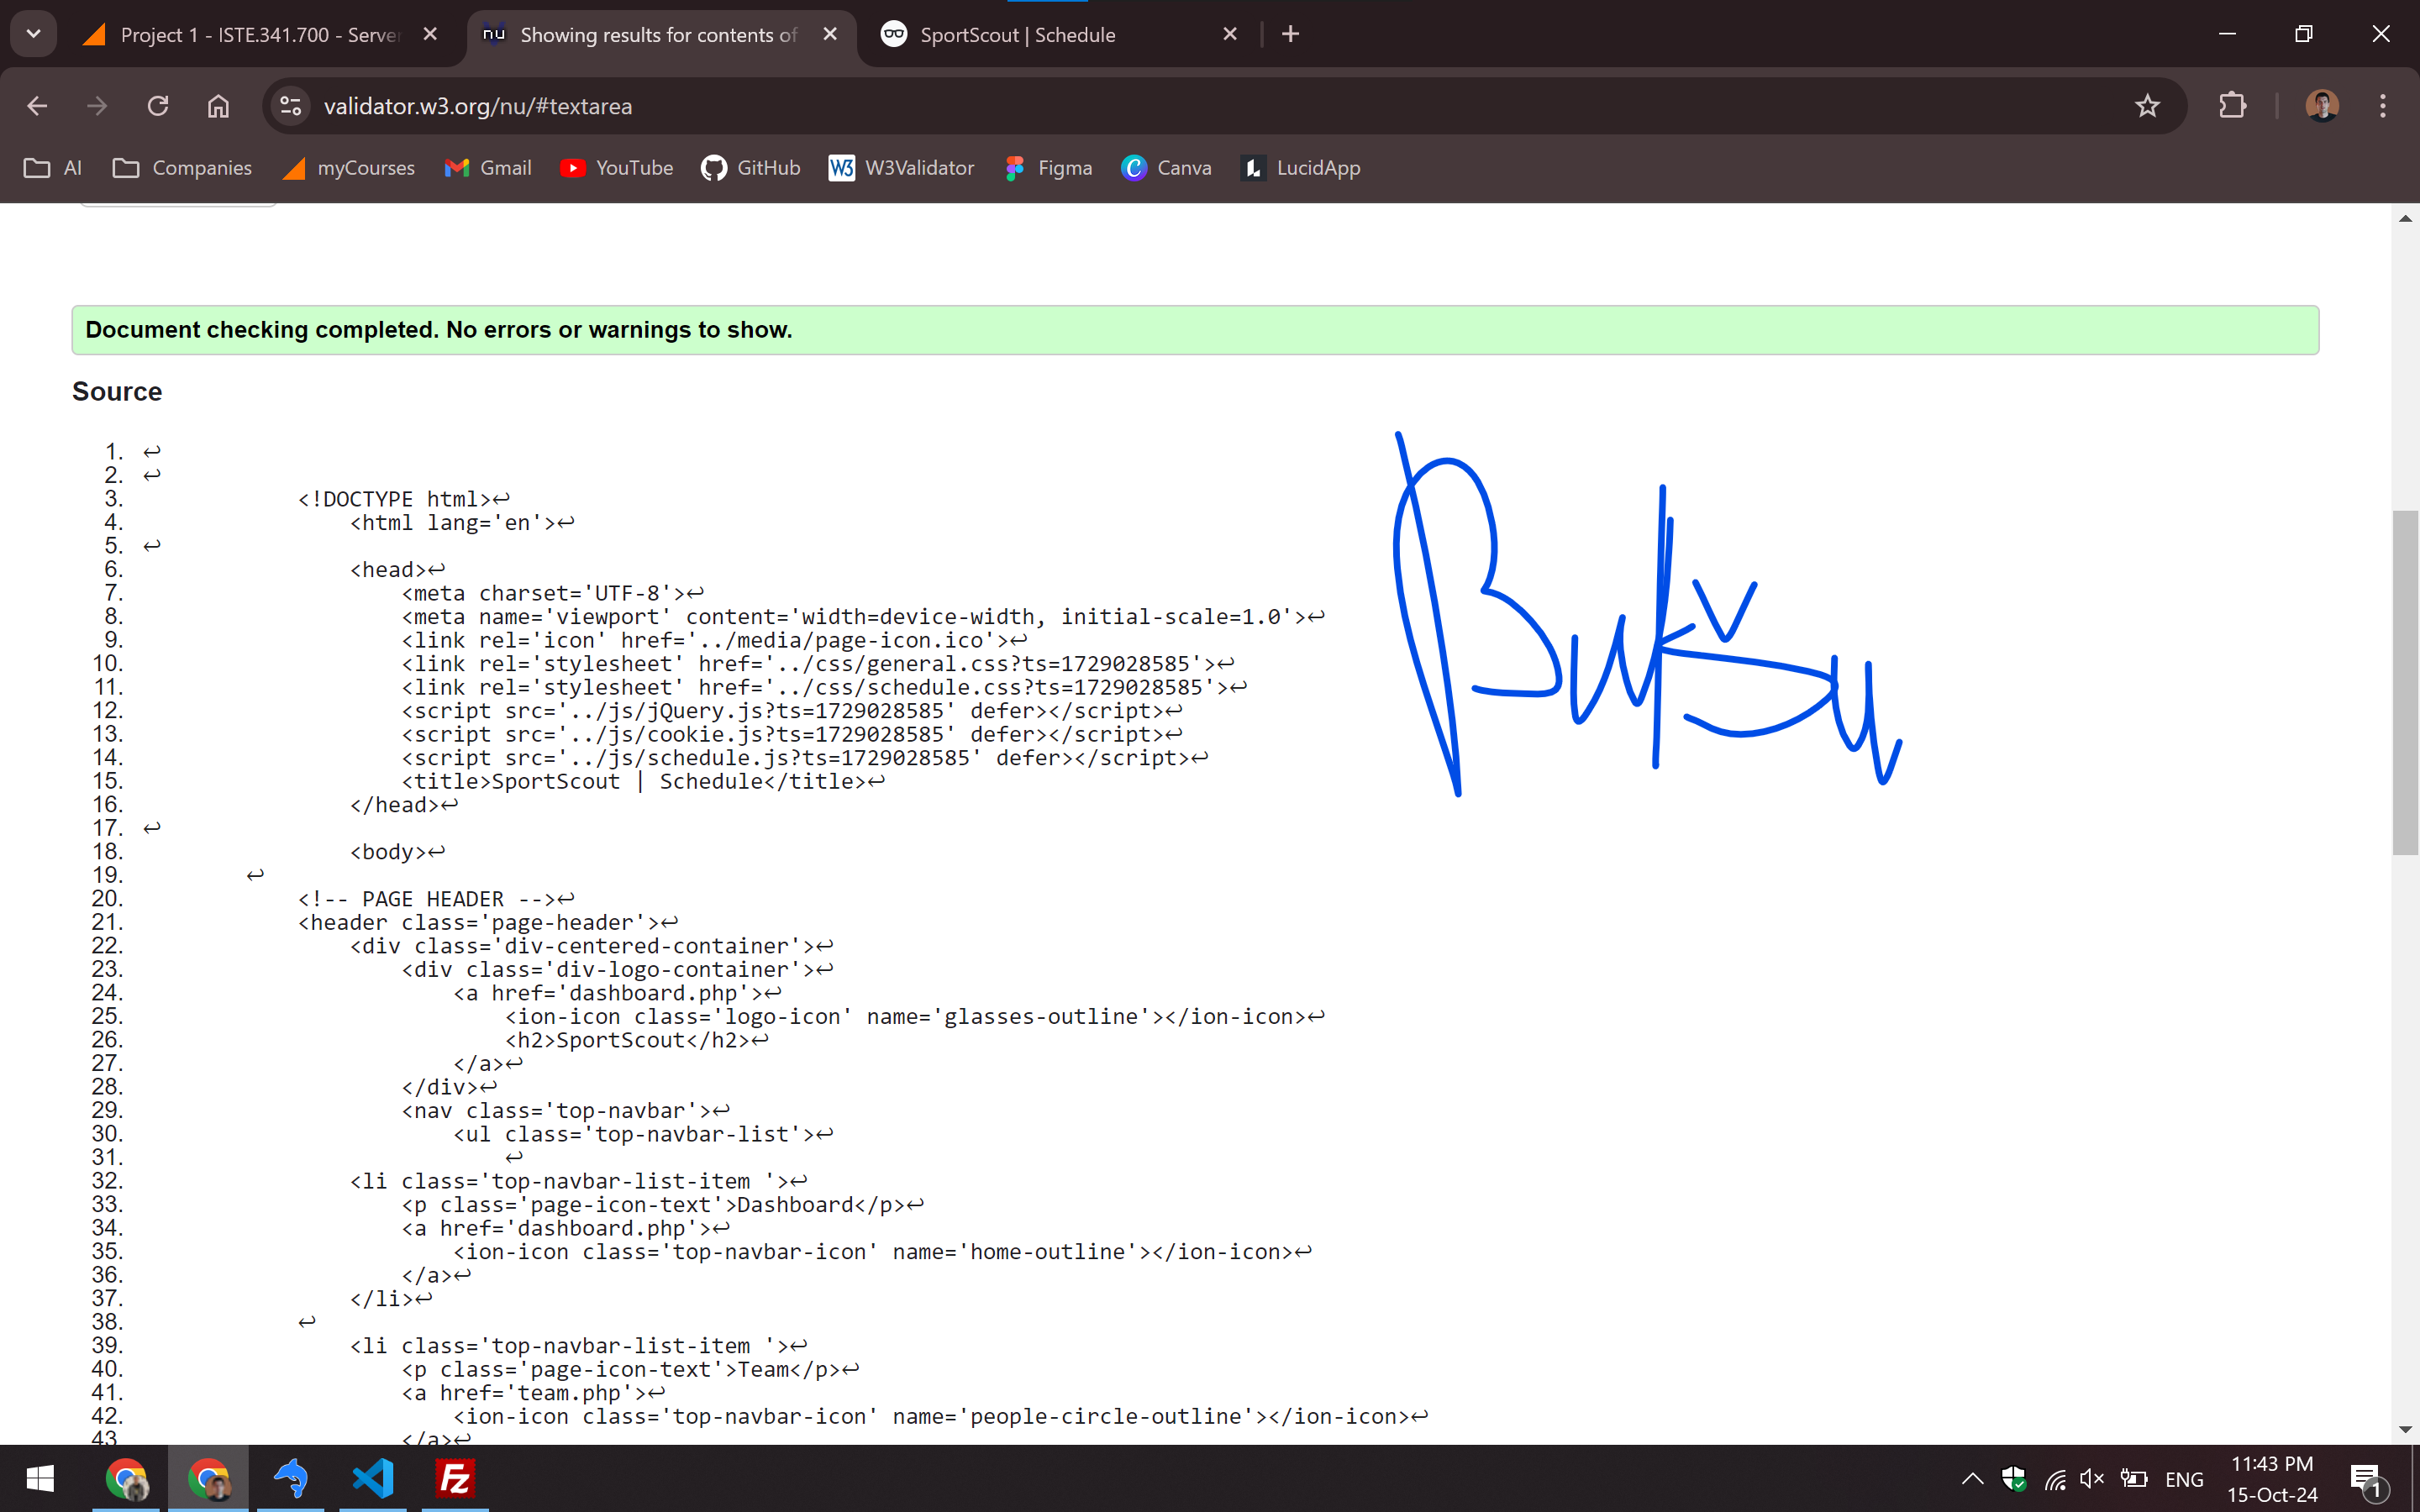 Project 1 - ISTE.341.700 - Server
Showing results for contents of
SportScout | Schedule
validator.w3.org/nu/#textarea
AI
Companies
myCourses
Gmail
YouTube
GitHub
W3Validator
Figma
Canva
LucidApp
Document checking completed. No errors or warnings to show.
Source
1. ↩
2. ↩
3. <!DOCTYPE html>↩
4. <html lang='en'>↩
5. ↩
6. <head>↩
7. <meta charset='UTF-8'>↩
8. <meta name='viewport' content='width=device-width, initial-scale=1.0'>↩
9. <link rel='icon' href='../media/page-icon.ico'>↩
10. <link rel='stylesheet' href='../css/general.css?ts=1729028585'>↩
11. <link rel='stylesheet' href='../css/schedule.css?ts=1729028585'>↩
12. <script src='../js/jQuery.js?ts=1729028585' defer></script>↩
13. <script src='../js/cookie.js?ts=1729028585' defer></script>↩
14. <script src='../js/schedule.js?ts=1729028585' defer></script>↩
15. <title>SportScout | Schedule</title>↩
16. </head>↩
17. ↩
18. <body>↩
19. ↩
20. <!-- PAGE HEADER -->↩
21. <header class='page-header'>↩
22. <div class='div-centered-container'>↩
23. <div class='div-logo-container'>↩
24. <a href='dashboard.php'>↩
25. <ion-icon class='logo-icon' name='glasses-outline'></ion-icon>↩
26. <h2>SportScout</h2>↩
27. </a>↩
28. </div>↩
29. <nav class='top-navbar'>↩
30. <ul class='top-navbar-list'>↩
31. ↩
32. <li class='top-navbar-list-item '>↩
33. <p class='page-icon-text'>Dashboard</p>↩
34. <a href='dashboard.php'>↩
35. <ion-icon class='top-navbar-icon' name='home-outline'></ion-icon>↩
36. </a>↩
37. </li>↩
38. ↩
39. <li class='top-navbar-list-item '>↩
40. <p class='page-icon-text'>Team</p>↩
41. <a href='team.php'>↩
42. <ion-icon class='top-navbar-icon' name='people-circle-outline'></ion-icon>↩
43. </a>↩
ENG
11:43 PM
15-Oct-24
1